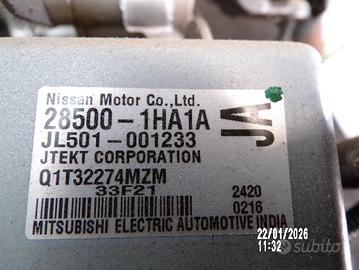 Nissan Motor Co.,Ltd.
28500-1HA1A
JL501-001233
JTEKT CORPORATION
Q1T32274MZM
33F21
2420
0216
MITSUBISHI ELECTRIC AUTOMOTIVE INDIA
JA
22/01/2026
11:32
subito